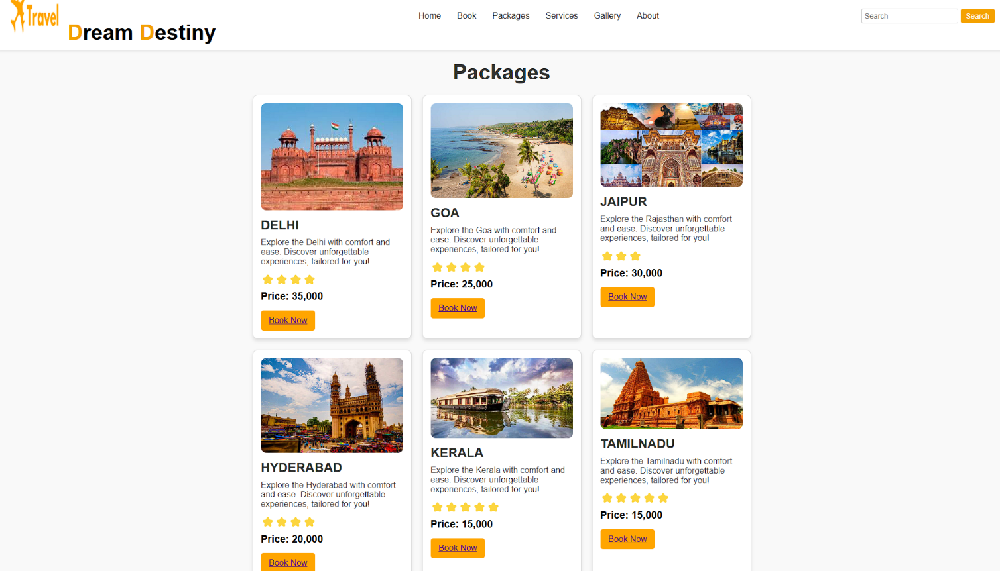 Travel
Dream Destiny
Home Book Packages Services Gallery About
Search Search
Packages
DELHI
Explore the Delhi with comfort and
ease. Discover unforgettable
experiences, tailored for you!
Price: 35,000
Book Now
GOA
Explore the Goa with comfort and
ease. Discover unforgettable
experiences, tailored for you!
Price: 25,000
Book Now
JAIPUR
Explore the Rajasthan with comfort
and ease. Discover unforgettable
experiences, tailored for you!
Price: 30,000
Book Now
HYDERABAD
Explore the Hyderabad with comfort
and ease. Discover unforgettable
experiences, tailored for you!
Price: 20,000
Book Now
KERALA
Explore the Kerala with comfort and
ease. Discover unforgettable
experiences, tailored for you!
Price: 15,000
Book Now
TAMILNADU
Explore the Tamilnadu with comfort
and ease. Discover unforgettable
experiences, tailored for you!
Price: 15,000
Book Now